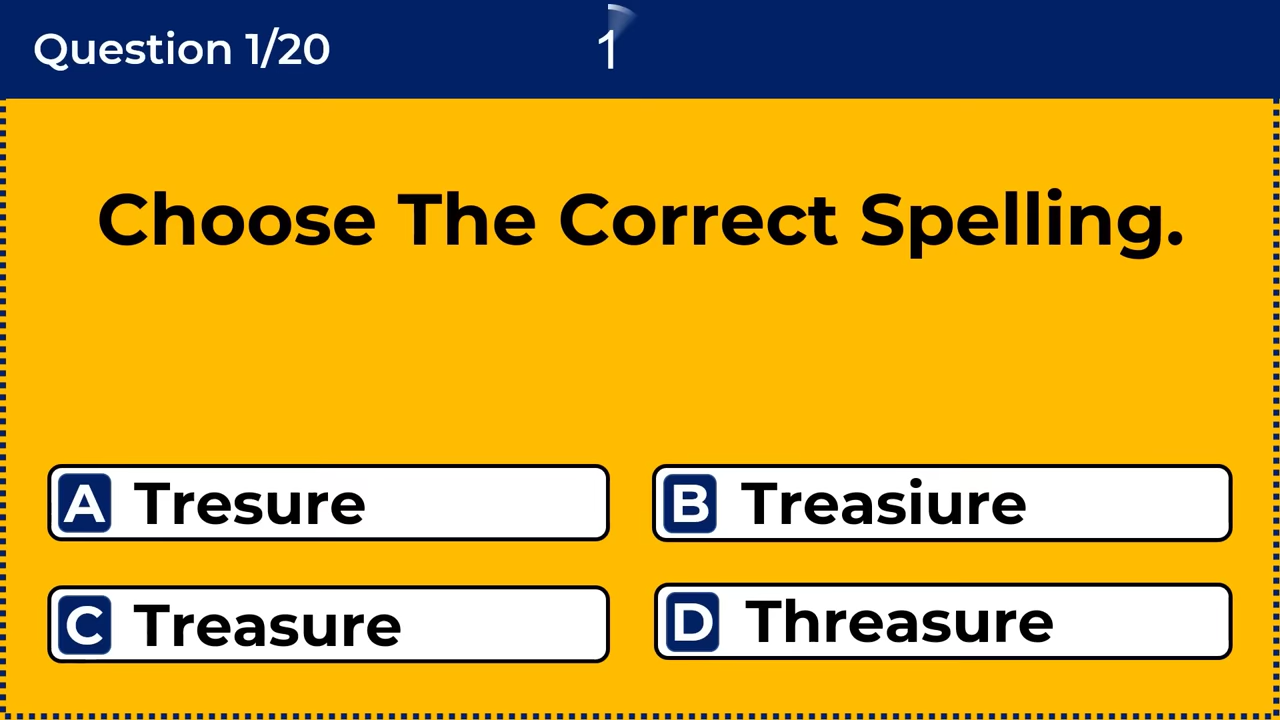 Question 1/20
1
Choose The Correct Spelling.
A Tresure
B Treasiure
C Treasure
D Threasure